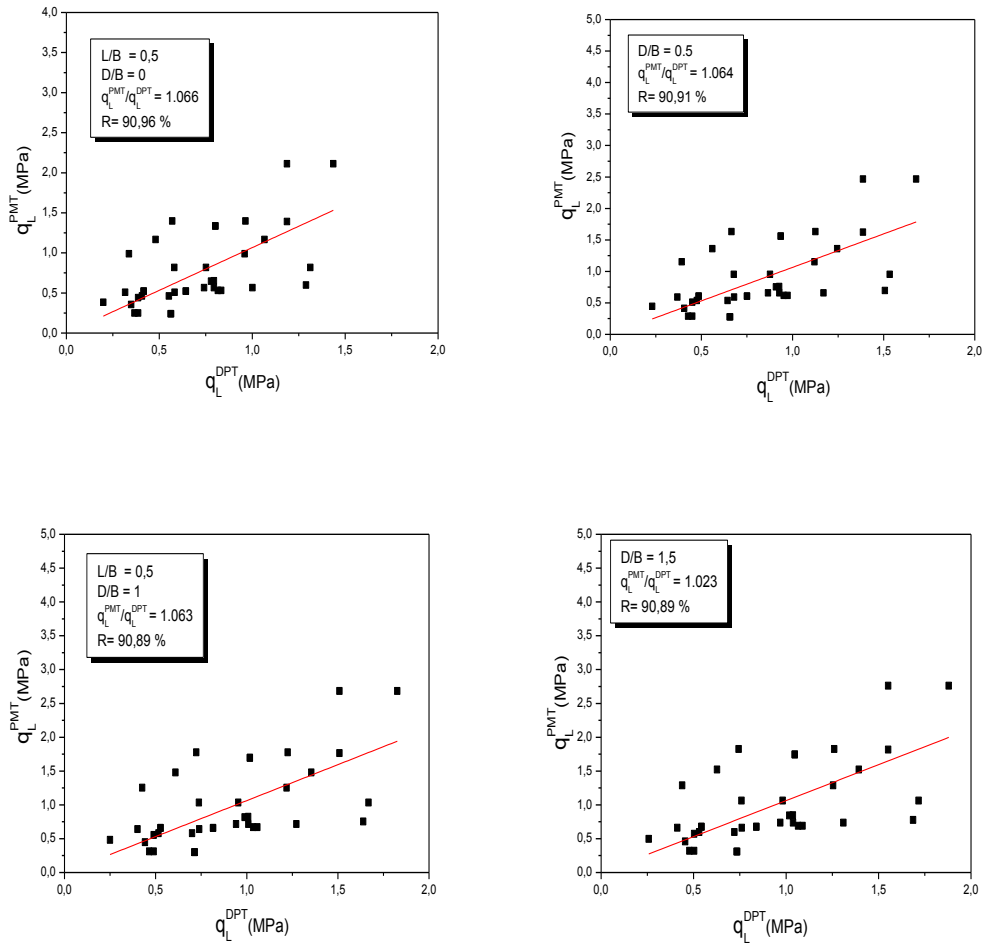 4,0
3,5
3,0
2,5
2,0
1,5
1,0
0,5
0,0
0,0 0,5 1,0 1,5 2,0
q_L^PMT (MPa)
q_L^DPT (MPa)
L/B = 0,5
D/B = 0
q_L^PMT/q_L^DPT = 1.066
R= 90,96 %
5,0
4,5
4,0
3,5
3,0
2,5
2,0
1,5
1,0
0,5
0,0
0,0 0,5 1,0 1,5 2,0
q_L^PMT (MPa)
q_L^DPT (MPa)
D/B = 0.5
q_L^PMT/q_L^DPT = 1.064
R= 90,91 %
5,0
4,5
4,0
3,5
3,0
2,5
2,0
1,5
1,0
0,5
0,0
0,0 0,5 1,0 1,5 2,0
q_L^PMT (MPa)
q_L^DPT (MPa)
L/B = 0,5
D/B = 1
q_L^PMT/q_L^DPT = 1.063
R= 90,89 %
5,0
4,5
4,0
3,5
3,0
2,5
2,0
1,5
1,0
0,5
0,0
0,0 0,5 1,0 1,5 2,0
q_L^PMT (MPa)
q_L^DPT (MPa)
D/B = 1,5
q_L^PMT/q_L^DPT = 1.023
R= 90,89 %